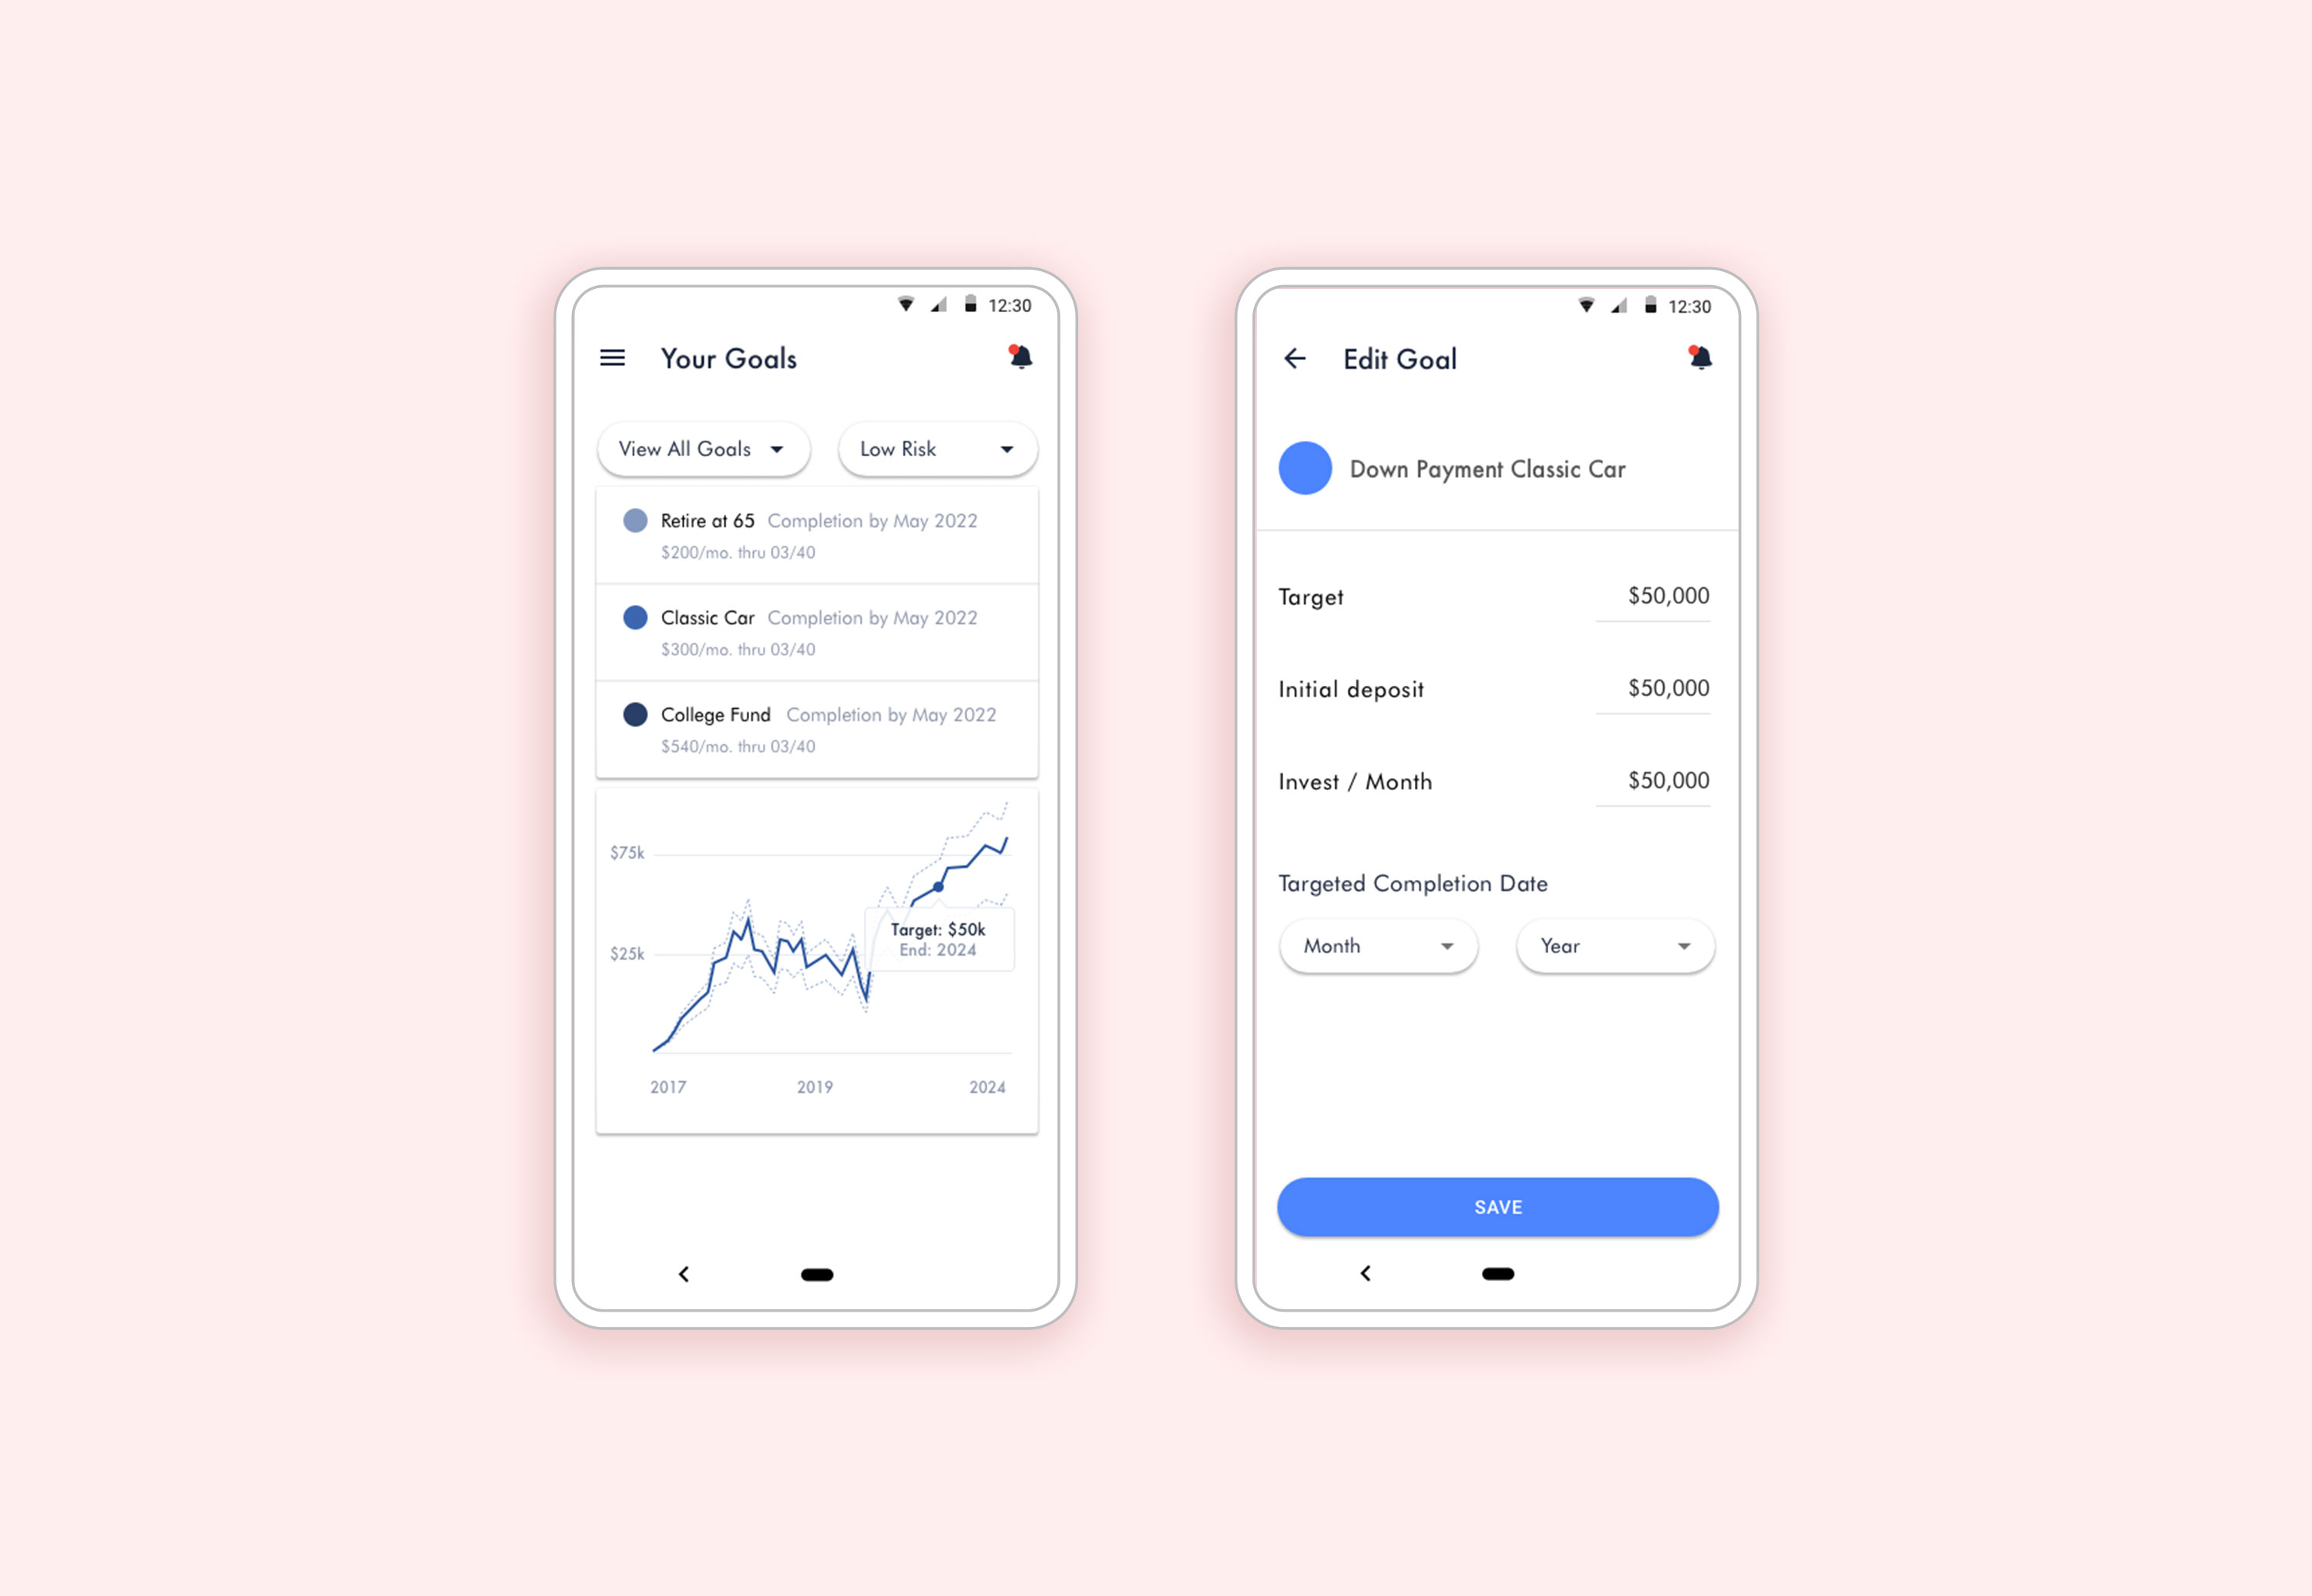 12:30
Your Goals
View All Goals
Low Risk
Retire at 65 Completion by May 2022
$200/mo. thru 03/40
Classic Car Completion by May 2022
$300/mo. thru 03/40
College Fund Completion by May 2022
$540/mo. thru 03/40
$75k
$25k
Target: $50k
End: 2024
2017 2019 2024
12:30
Edit Goal
Down Payment Classic Car
Target $50,000
Initial deposit $50,000
Invest / Month $50,000
Targeted Completion Date
Month
Year
SAVE